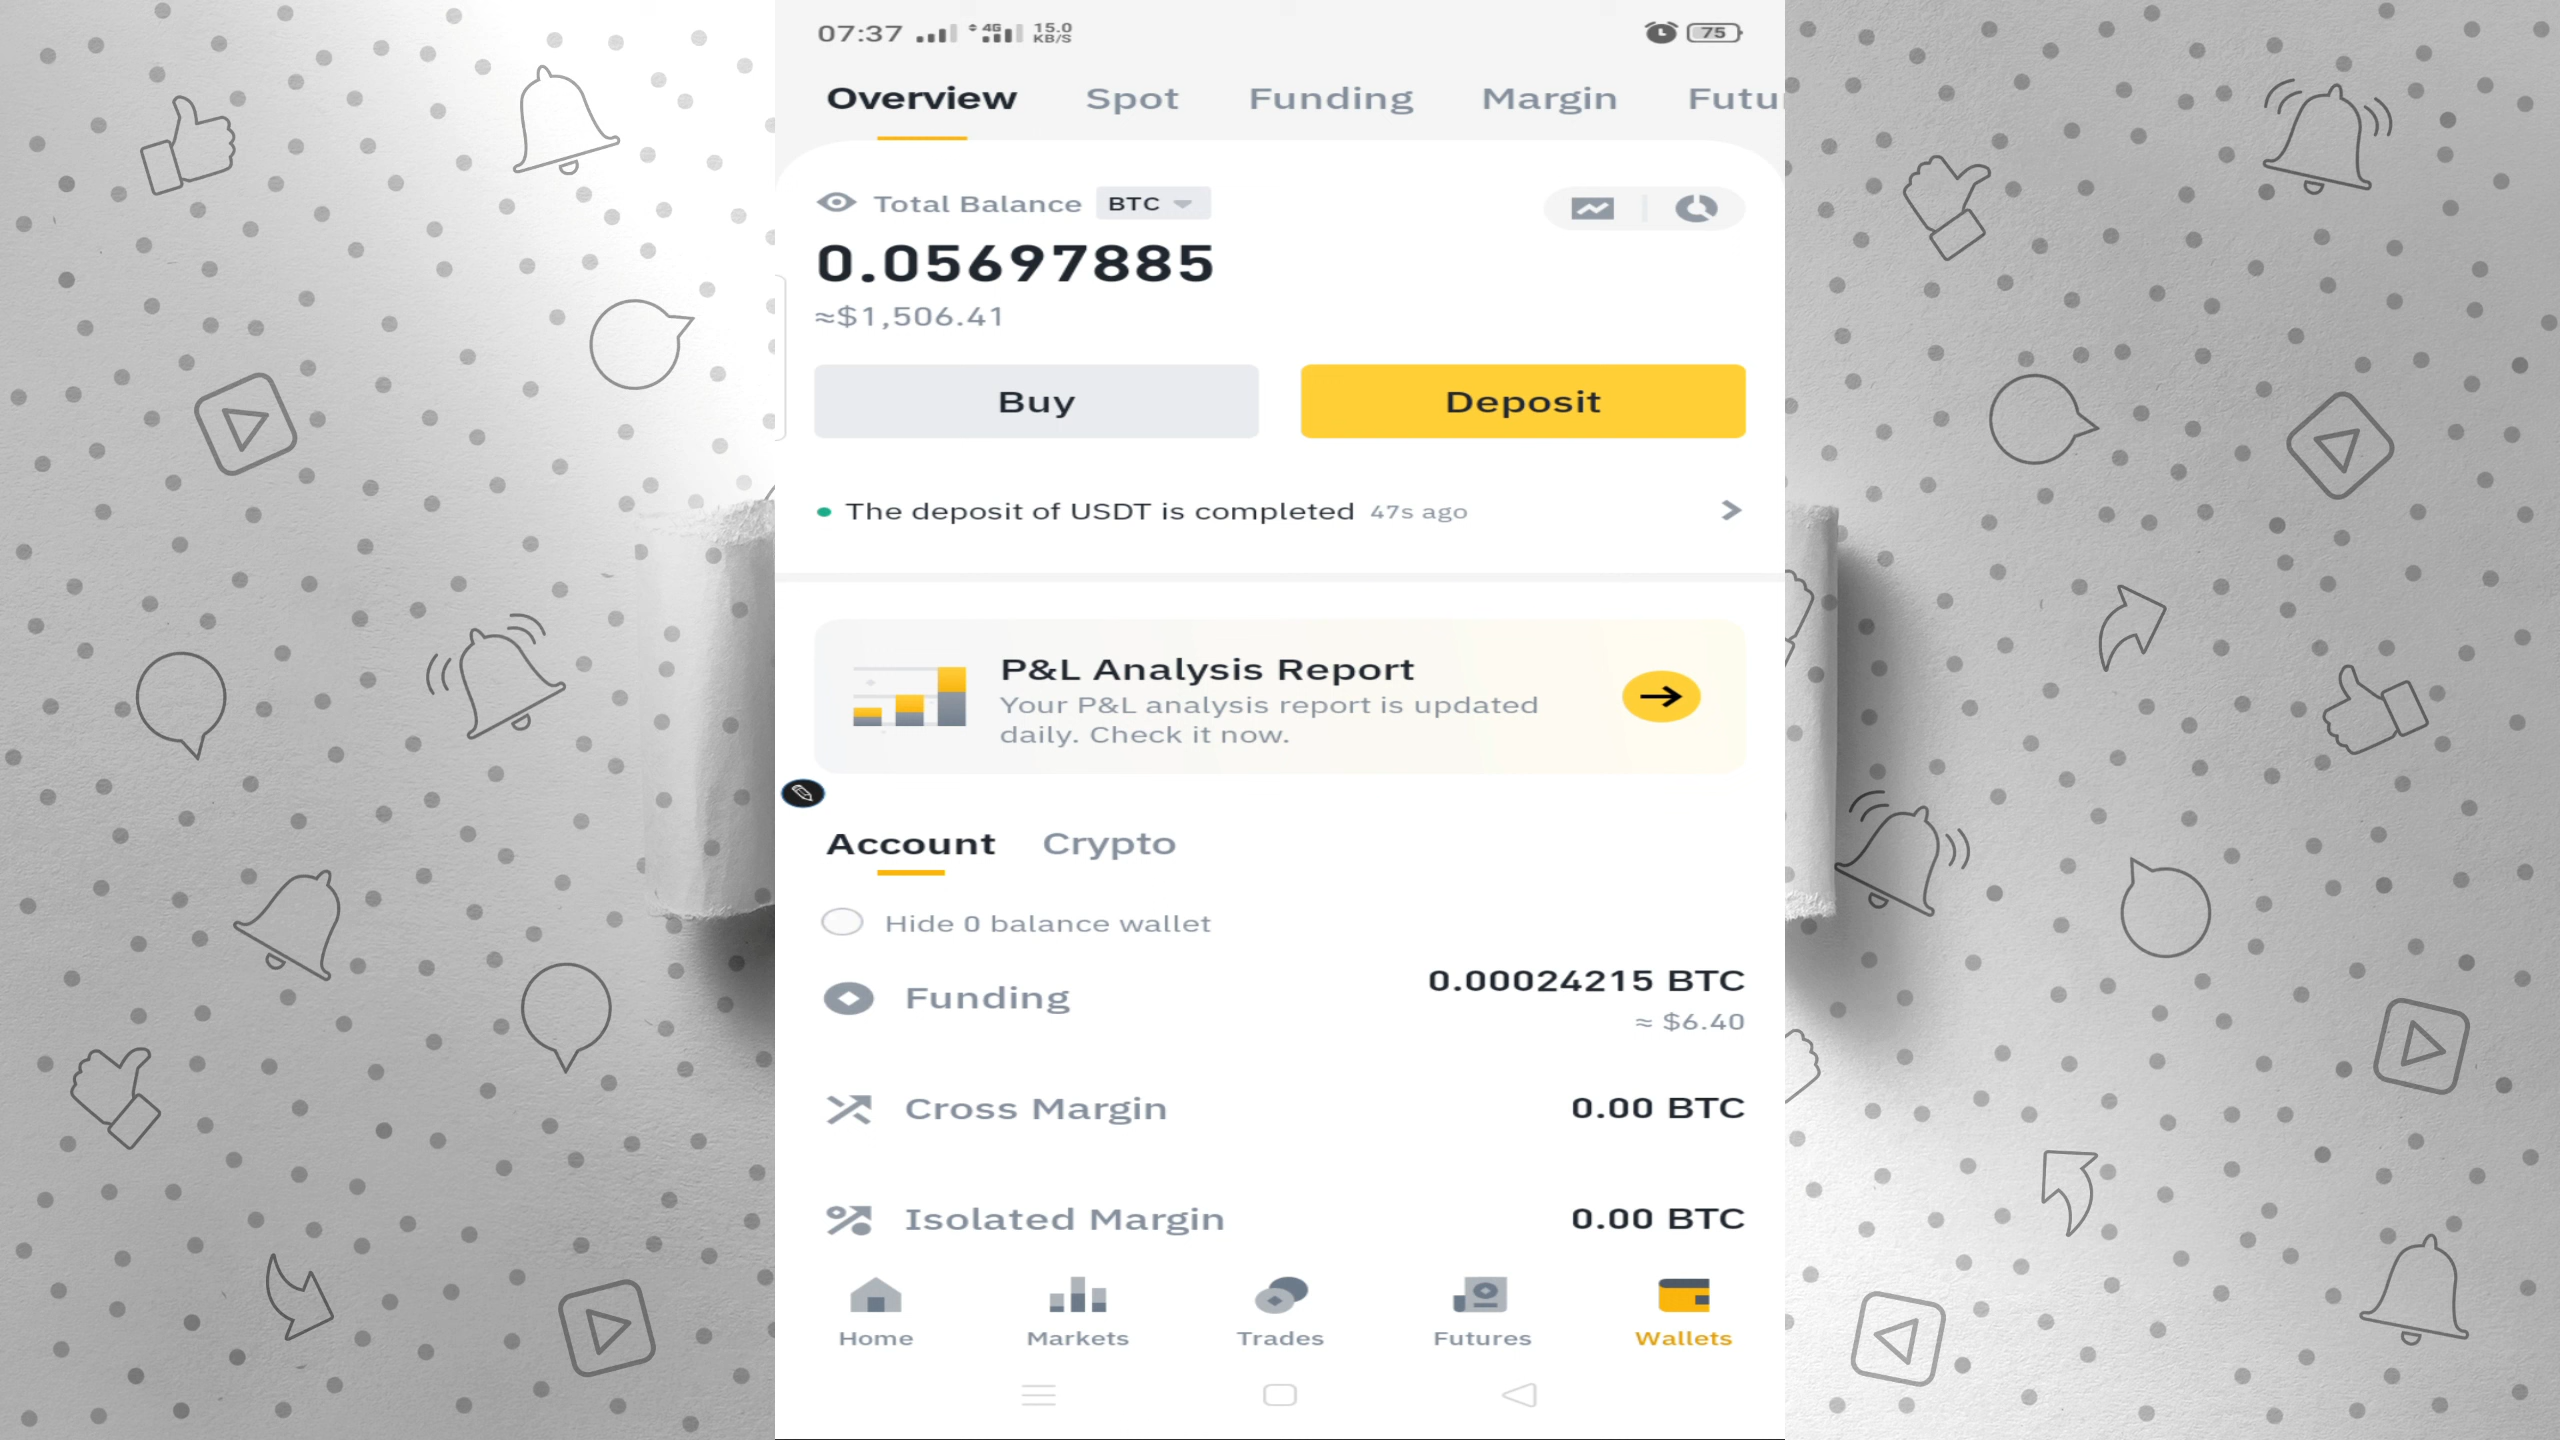 07:37 4G 15.0 KB/S 75
Overview Spot Funding Margin Futu
Total Balance BTC
0.05697885
≈$1,506.41
Buy Deposit
The deposit of USDT is completed 47s ago
P&L Analysis Report
Your P&L analysis report is updated
daily. Check it now.
Account Crypto
Hide 0 balance wallet
Funding 0.00024215 BTC
≈ $6.40
Cross Margin 0.00 BTC
Isolated Margin 0.00 BTC
Home Markets Trades Futures Wallets